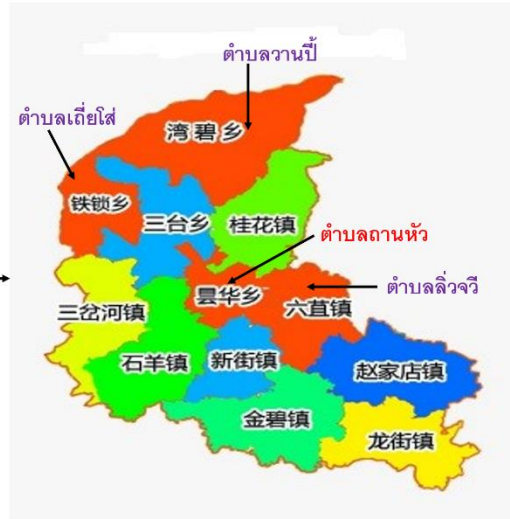 ตำบลวานปี้
ตำบลเถี่ยโส่
湾碧乡
铁锁乡
三台乡
桂花镇
ตำบลถานหัว
昙华乡
ตำบลลิ่วจวี
六苴镇
三岔河镇
石羊镇
新街镇
赵家店镇
金碧镇
龙街镇